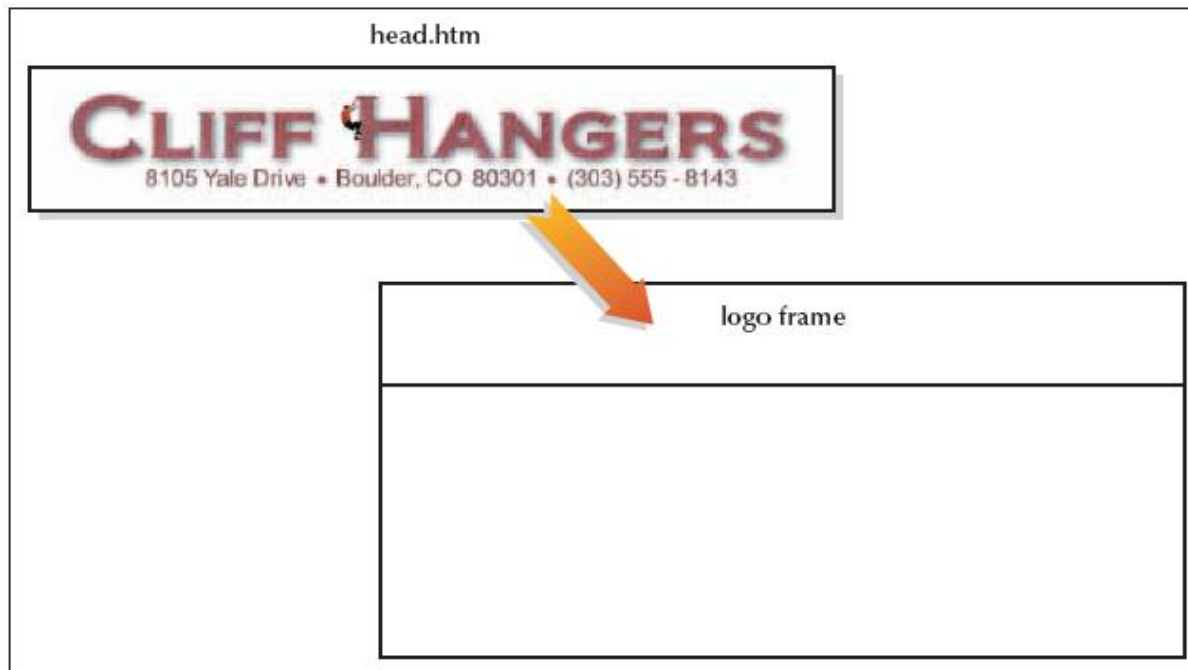 head.htm
CLIFF HANGERS
8105 Yale Drive • Boulder, CO 80301 • (303) 555 - 8143
logo frame